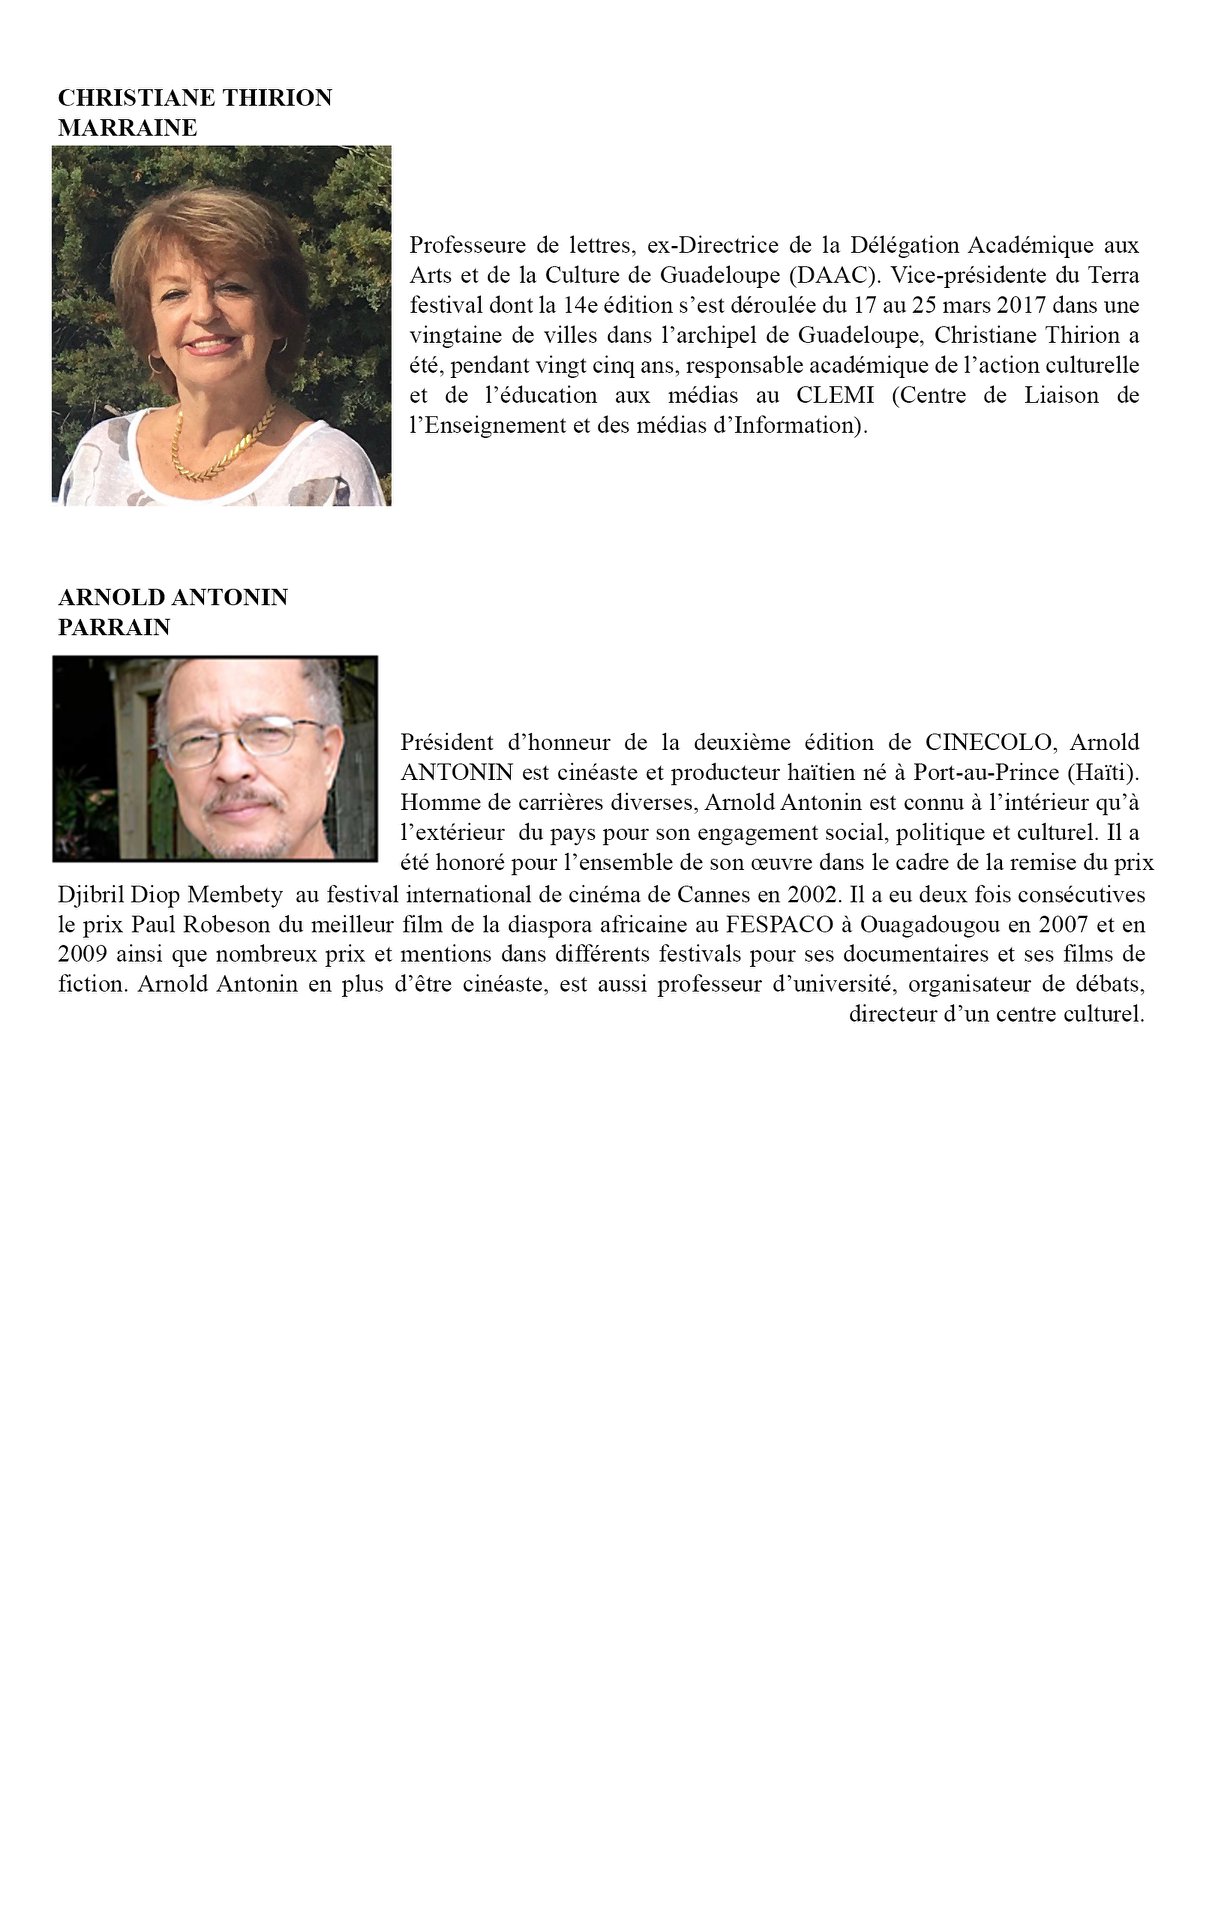 CHRISTIANE THIRION
MARRAINE
Professeure de lettres, ex-Directrice de la Délégation Académique aux
Arts et de la Culture de Guadeloupe (DAAC). Vice-présidente du Terra
festival dont la 14e édition s’est déroulée du 17 au 25 mars 2017 dans une
vingtaine de villes dans l’archipel de Guadeloupe, Christiane Thirion a
été, pendant vingt cinq ans, responsable académique de l’action culturelle
et de l’éducation aux médias au CLEMI (Centre de Liaison de
l’Enseignement et des médias d’Information).
ARNOLD ANTONIN
PARRAIN
Président d’honneur de la deuxième édition de CINECOLO, Arnold
ANTONIN est cinéaste et producteur haïtien né à Port-au-Prince (Haïti).
Homme de carrières diverses, Arnold Antonin est connu à l’intérieur qu’à
l’extérieur  du pays pour son engagement social, politique et culturel. Il a
été honoré pour l’ensemble de son œuvre dans le cadre de la remise du prix
Djibril Diop Membety  au festival international de cinéma de Cannes en 2002. Il a eu deux fois consécutives
le prix Paul Robeson du meilleur film de la diaspora africaine au FESPACO à Ouagadougou en 2007 et en
2009 ainsi que nombreux prix et mentions dans différents festivals pour ses documentaires et ses films de
fiction. Arnold Antonin en plus d’être cinéaste, est aussi professeur d’université, organisateur de débats,
directeur d’un centre culturel.